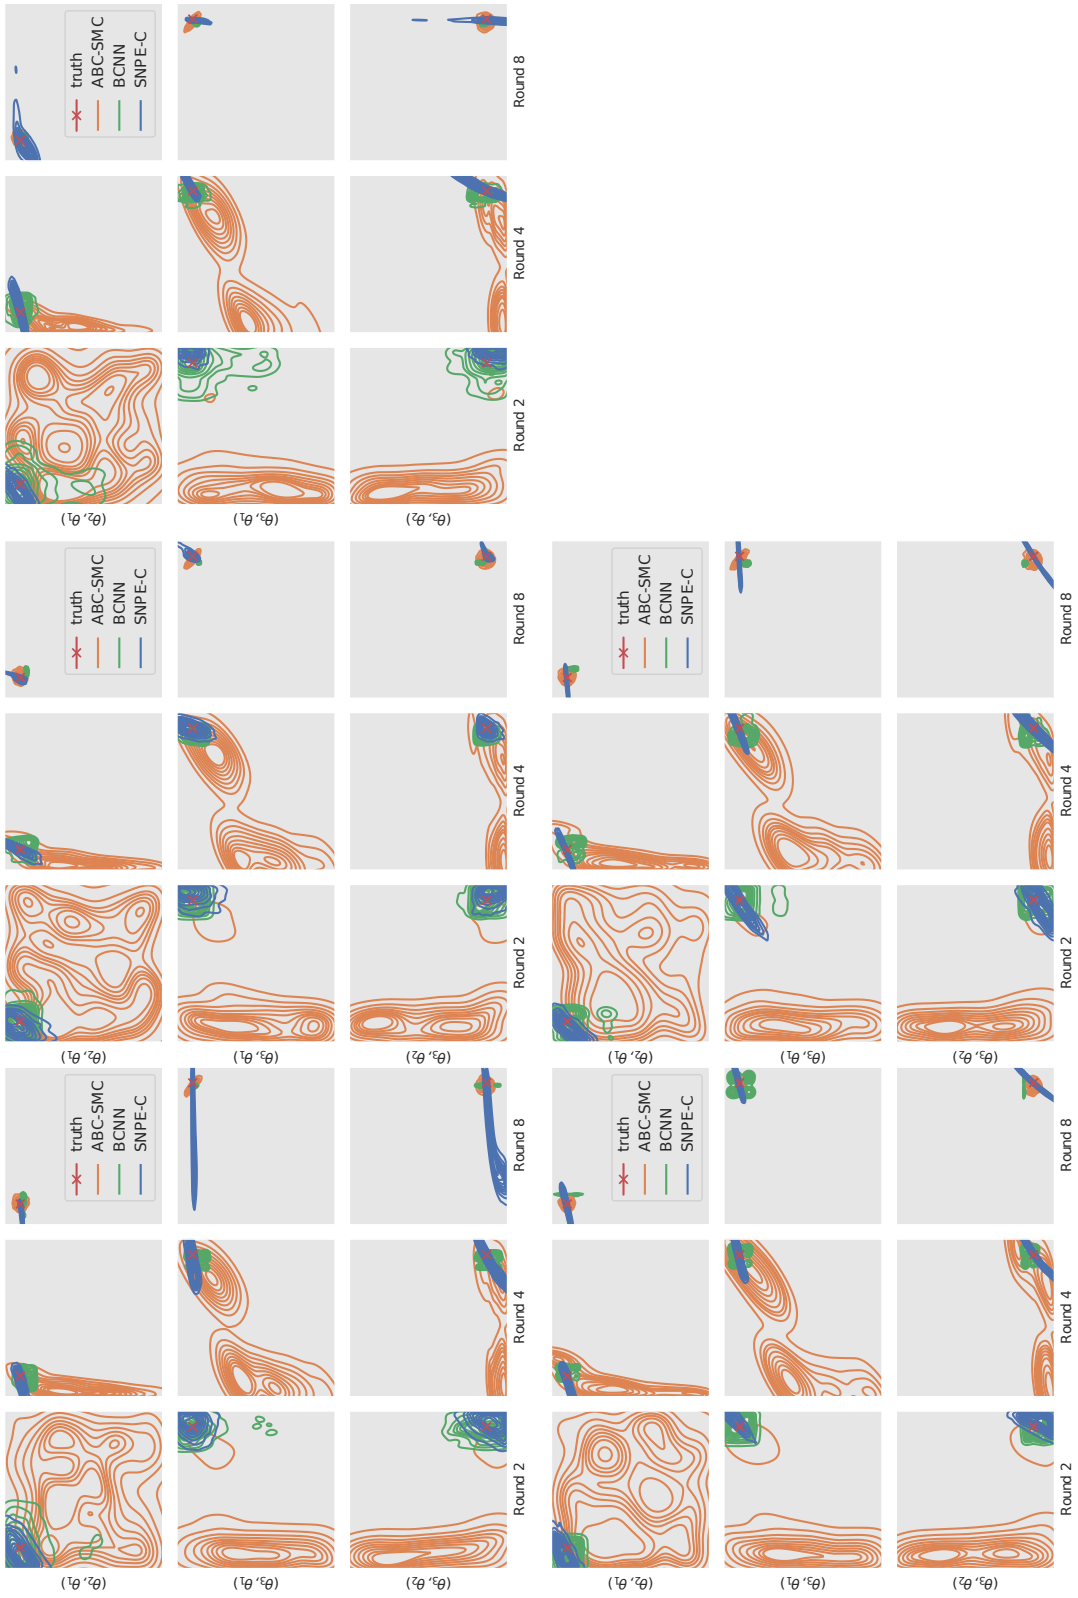 (θ₂, θ₁)
truth
ABC-SMC
BCNN
SNPE-C
(θ₃, θ₁)
(θ₃, θ₂)
Round 2
Round 4
Round 8
(θ₂, θ₁)
truth
ABC-SMC
BCNN
SNPE-C
(θ₃, θ₁)
(θ₃, θ₂)
Round 2
Round 4
Round 8
(θ₂, θ₁)
truth
ABC-SMC
BCNN
SNPE-C
(θ₃, θ₁)
(θ₃, θ₂)
Round 2
Round 4
Round 8
(θ₂, θ₁)
truth
ABC-SMC
BCNN
SNPE-C
(θ₃, θ₁)
(θ₃, θ₂)
Round 2
Round 4
Round 8
(θ₂, θ₁)
truth
ABC-SMC
BCNN
SNPE-C
(θ₃, θ₁)
(θ₃, θ₂)
Round 2
Round 4
Round 8